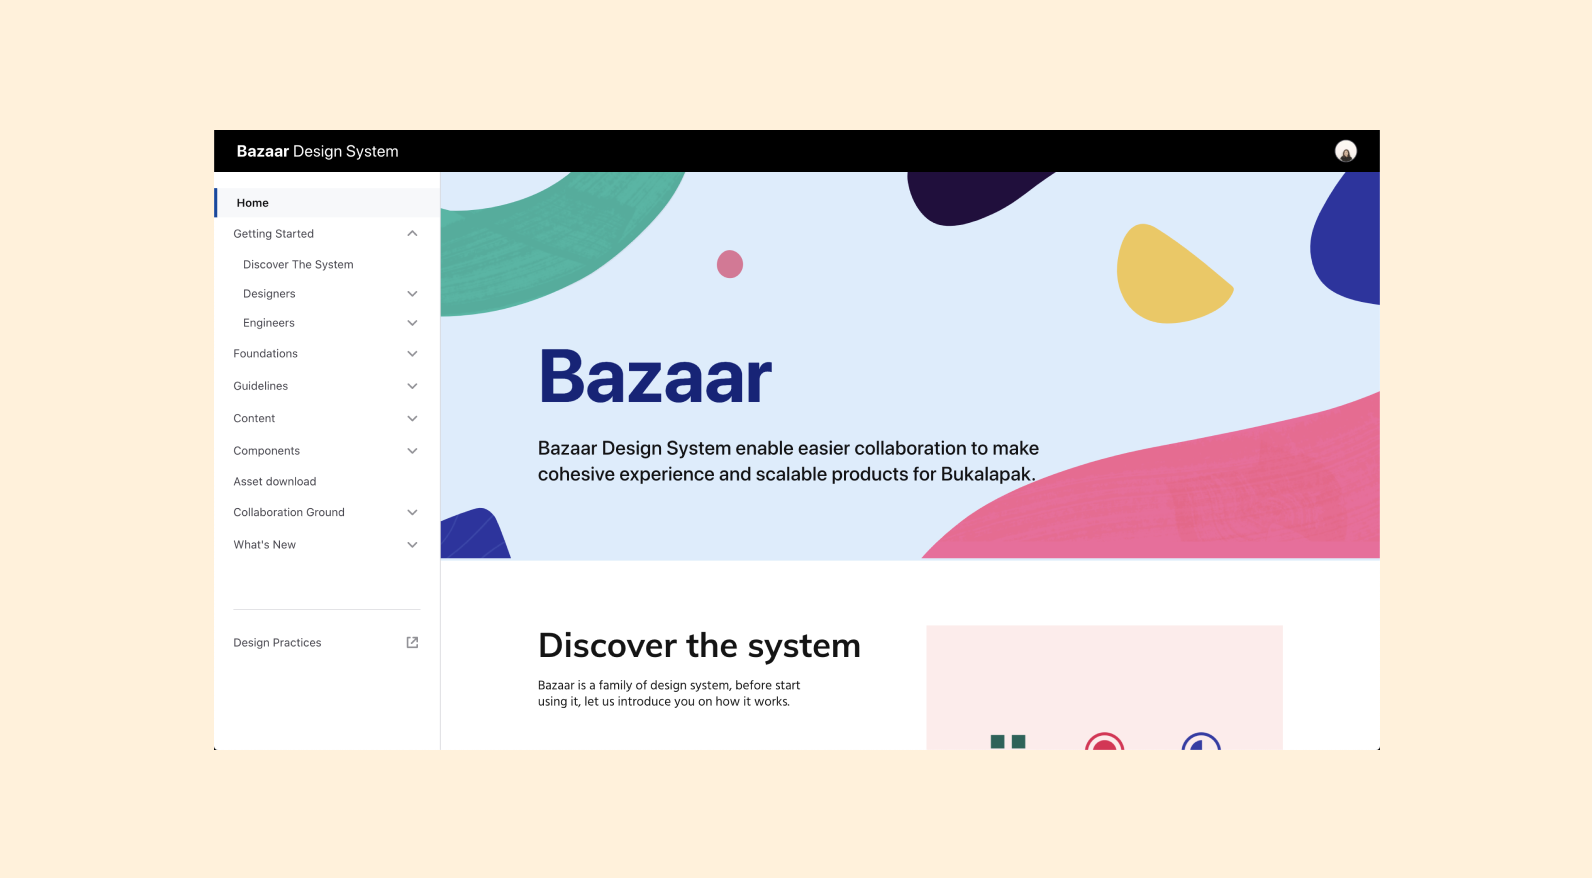 Bazaar Design System
Home
Getting Started
Discover The System
Designers
Engineers
Foundations
Guidelines
Content
Components
Asset download
Collaboration Ground
What's New
Design Practices
Bazaar
Bazaar Design System enable easier collaboration to make
cohesive experience and scalable products for Bukalapak.
Discover the system
Bazaar is a family of design system, before start
using it, let us introduce you on how it works.